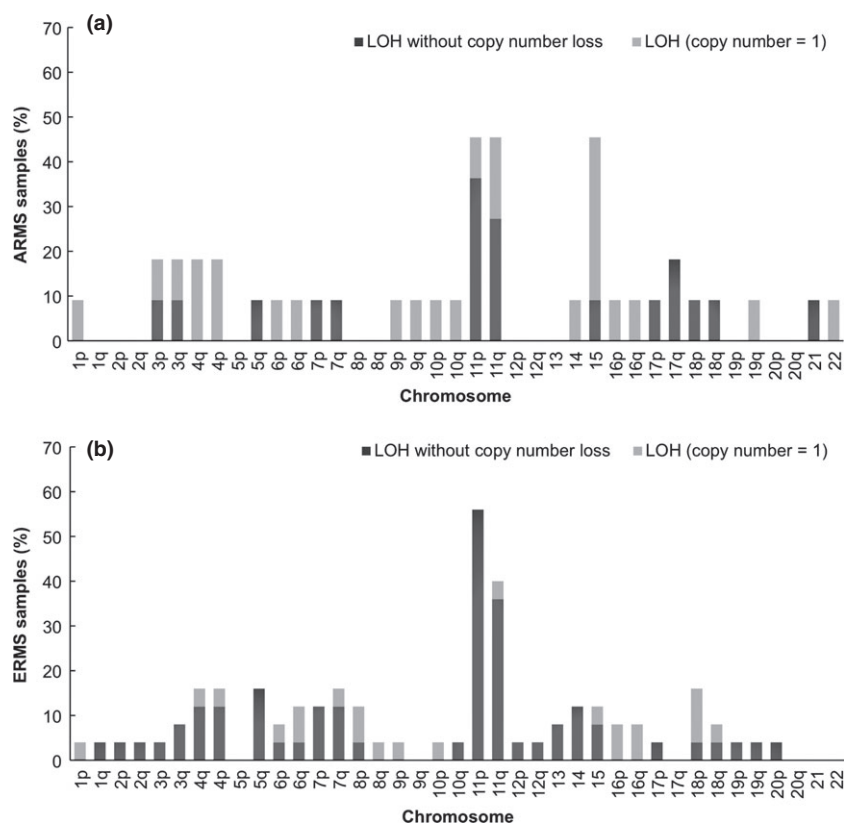 (a)
LOH without copy number loss LOH (copy number = 1)
ARMS samples (%)
70
60
50
40
30
20
10
0
1p 1q 2p 2q 3p 3q 4q 4p 5p 5q 6p 6q 7p 7q 8p 8q 9p 9q 10p 10q 11p 11q 12p 12q 13 14 15 16p 16q 17p 17q 18p 18q 19p 19q 20p 20q 21 22
Chromosome
(b)
LOH without copy number loss LOH (copy number = 1)
ERMS samples (%)
70
60
50
40
30
20
10
0
1p 1q 2p 2q 3p 3q 4q 4p 5p 5q 6p 6q 7p 7q 8p 8q 9p 9q 10p 10q 11p 11q 12p 12q 13 14 15 16p 16q 17p 17q 18p 18q 19p 19q 20p 20q 21 22
Chromosome